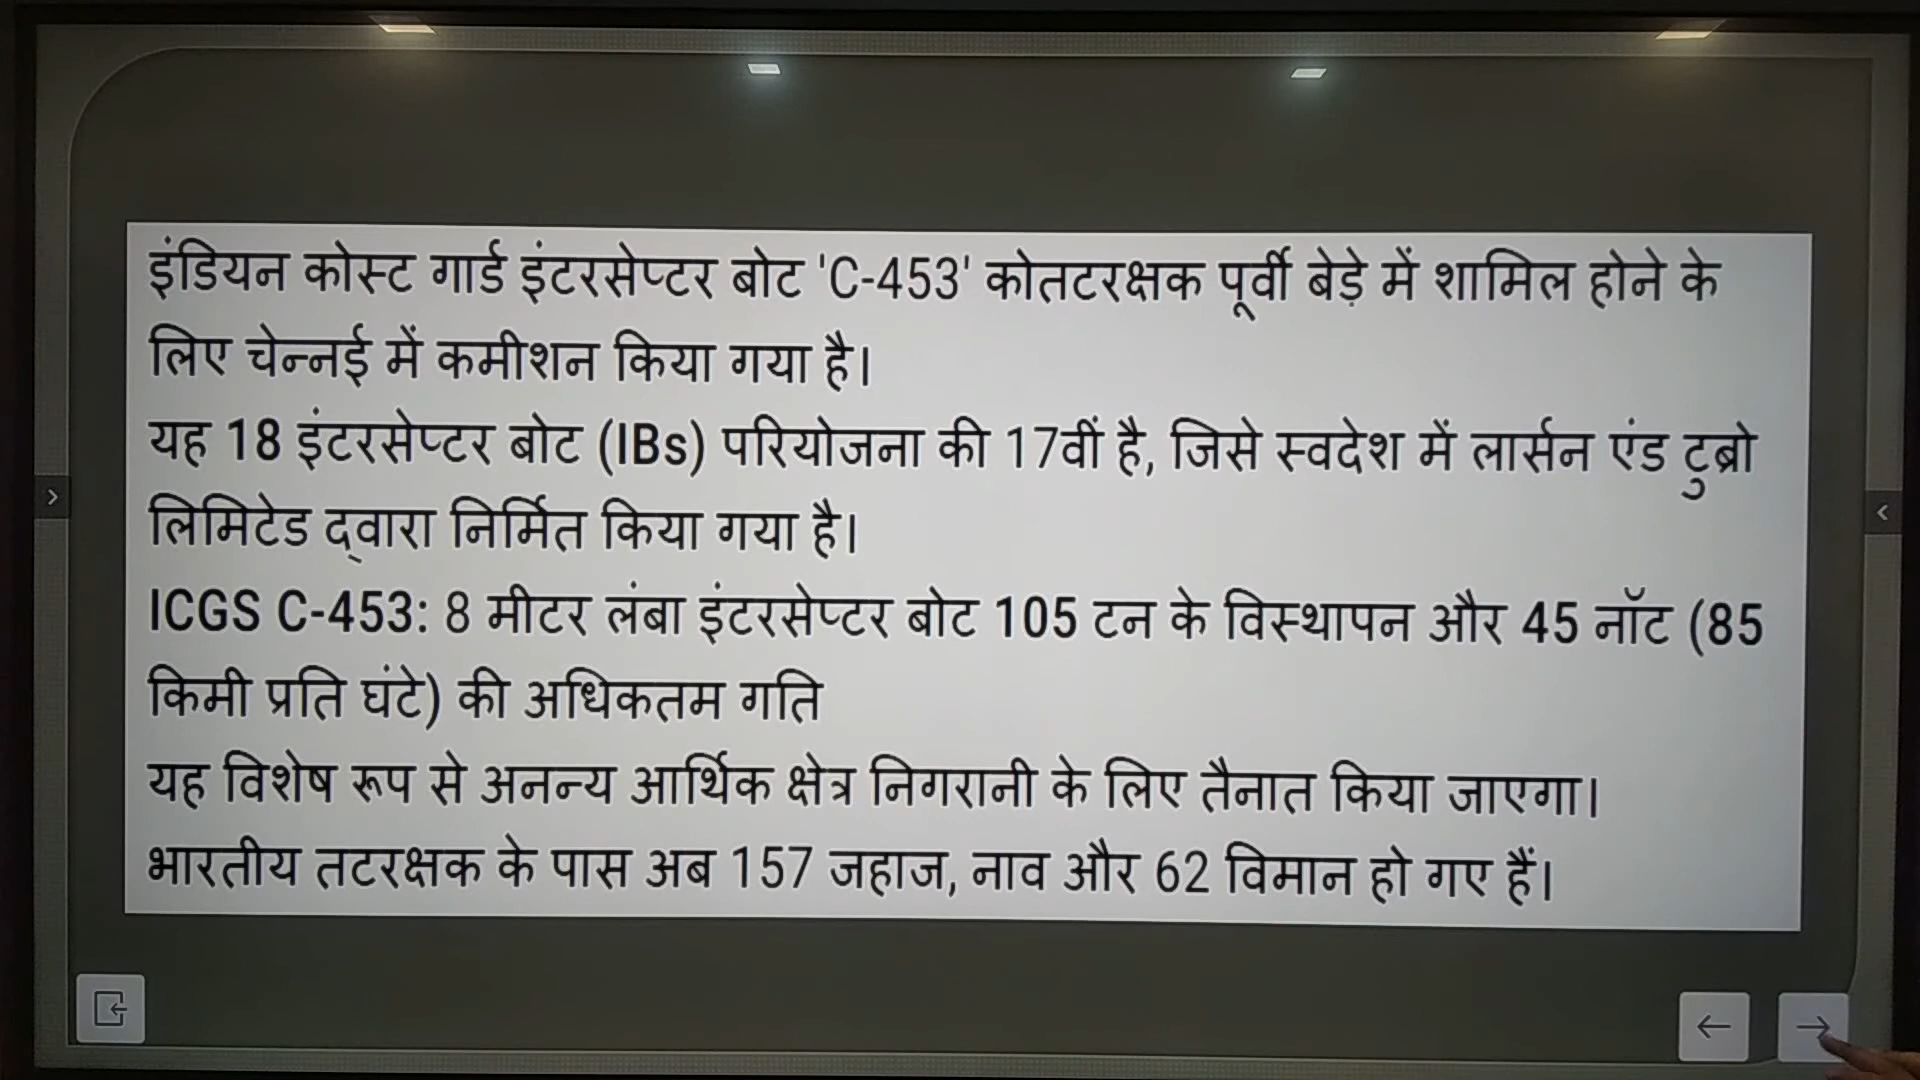 इंडियन कोस्ट गार्ड इंटरसेप्टर बोट 'C-453' कोतटरक्षक पूर्वी बेड़े में शामिल होने के
लिए चेन्नई में कमीशन किया गया है।
यह 18 इंटरसेप्टर बोट (IBs) परियोजना की 17वीं है, जिसे स्वदेश में लार्सन एंड टुब्रो
लिमिटेड द्वारा निर्मित किया गया है।
ICGS C-453: 8 मीटर लंबा इंटरसेप्टर बोट 105 टन के विस्थापन और 45 नॉट (85
किमी प्रति घंटे) की अधिकतम गति
यह विशेष रूप से अनन्य आर्थिक क्षेत्र निगरानी के लिए तैनात किया जाएगा।
भारतीय तटरक्षक के पास अब 157 जहाज, नाव और 62 विमान हो गए हैं।